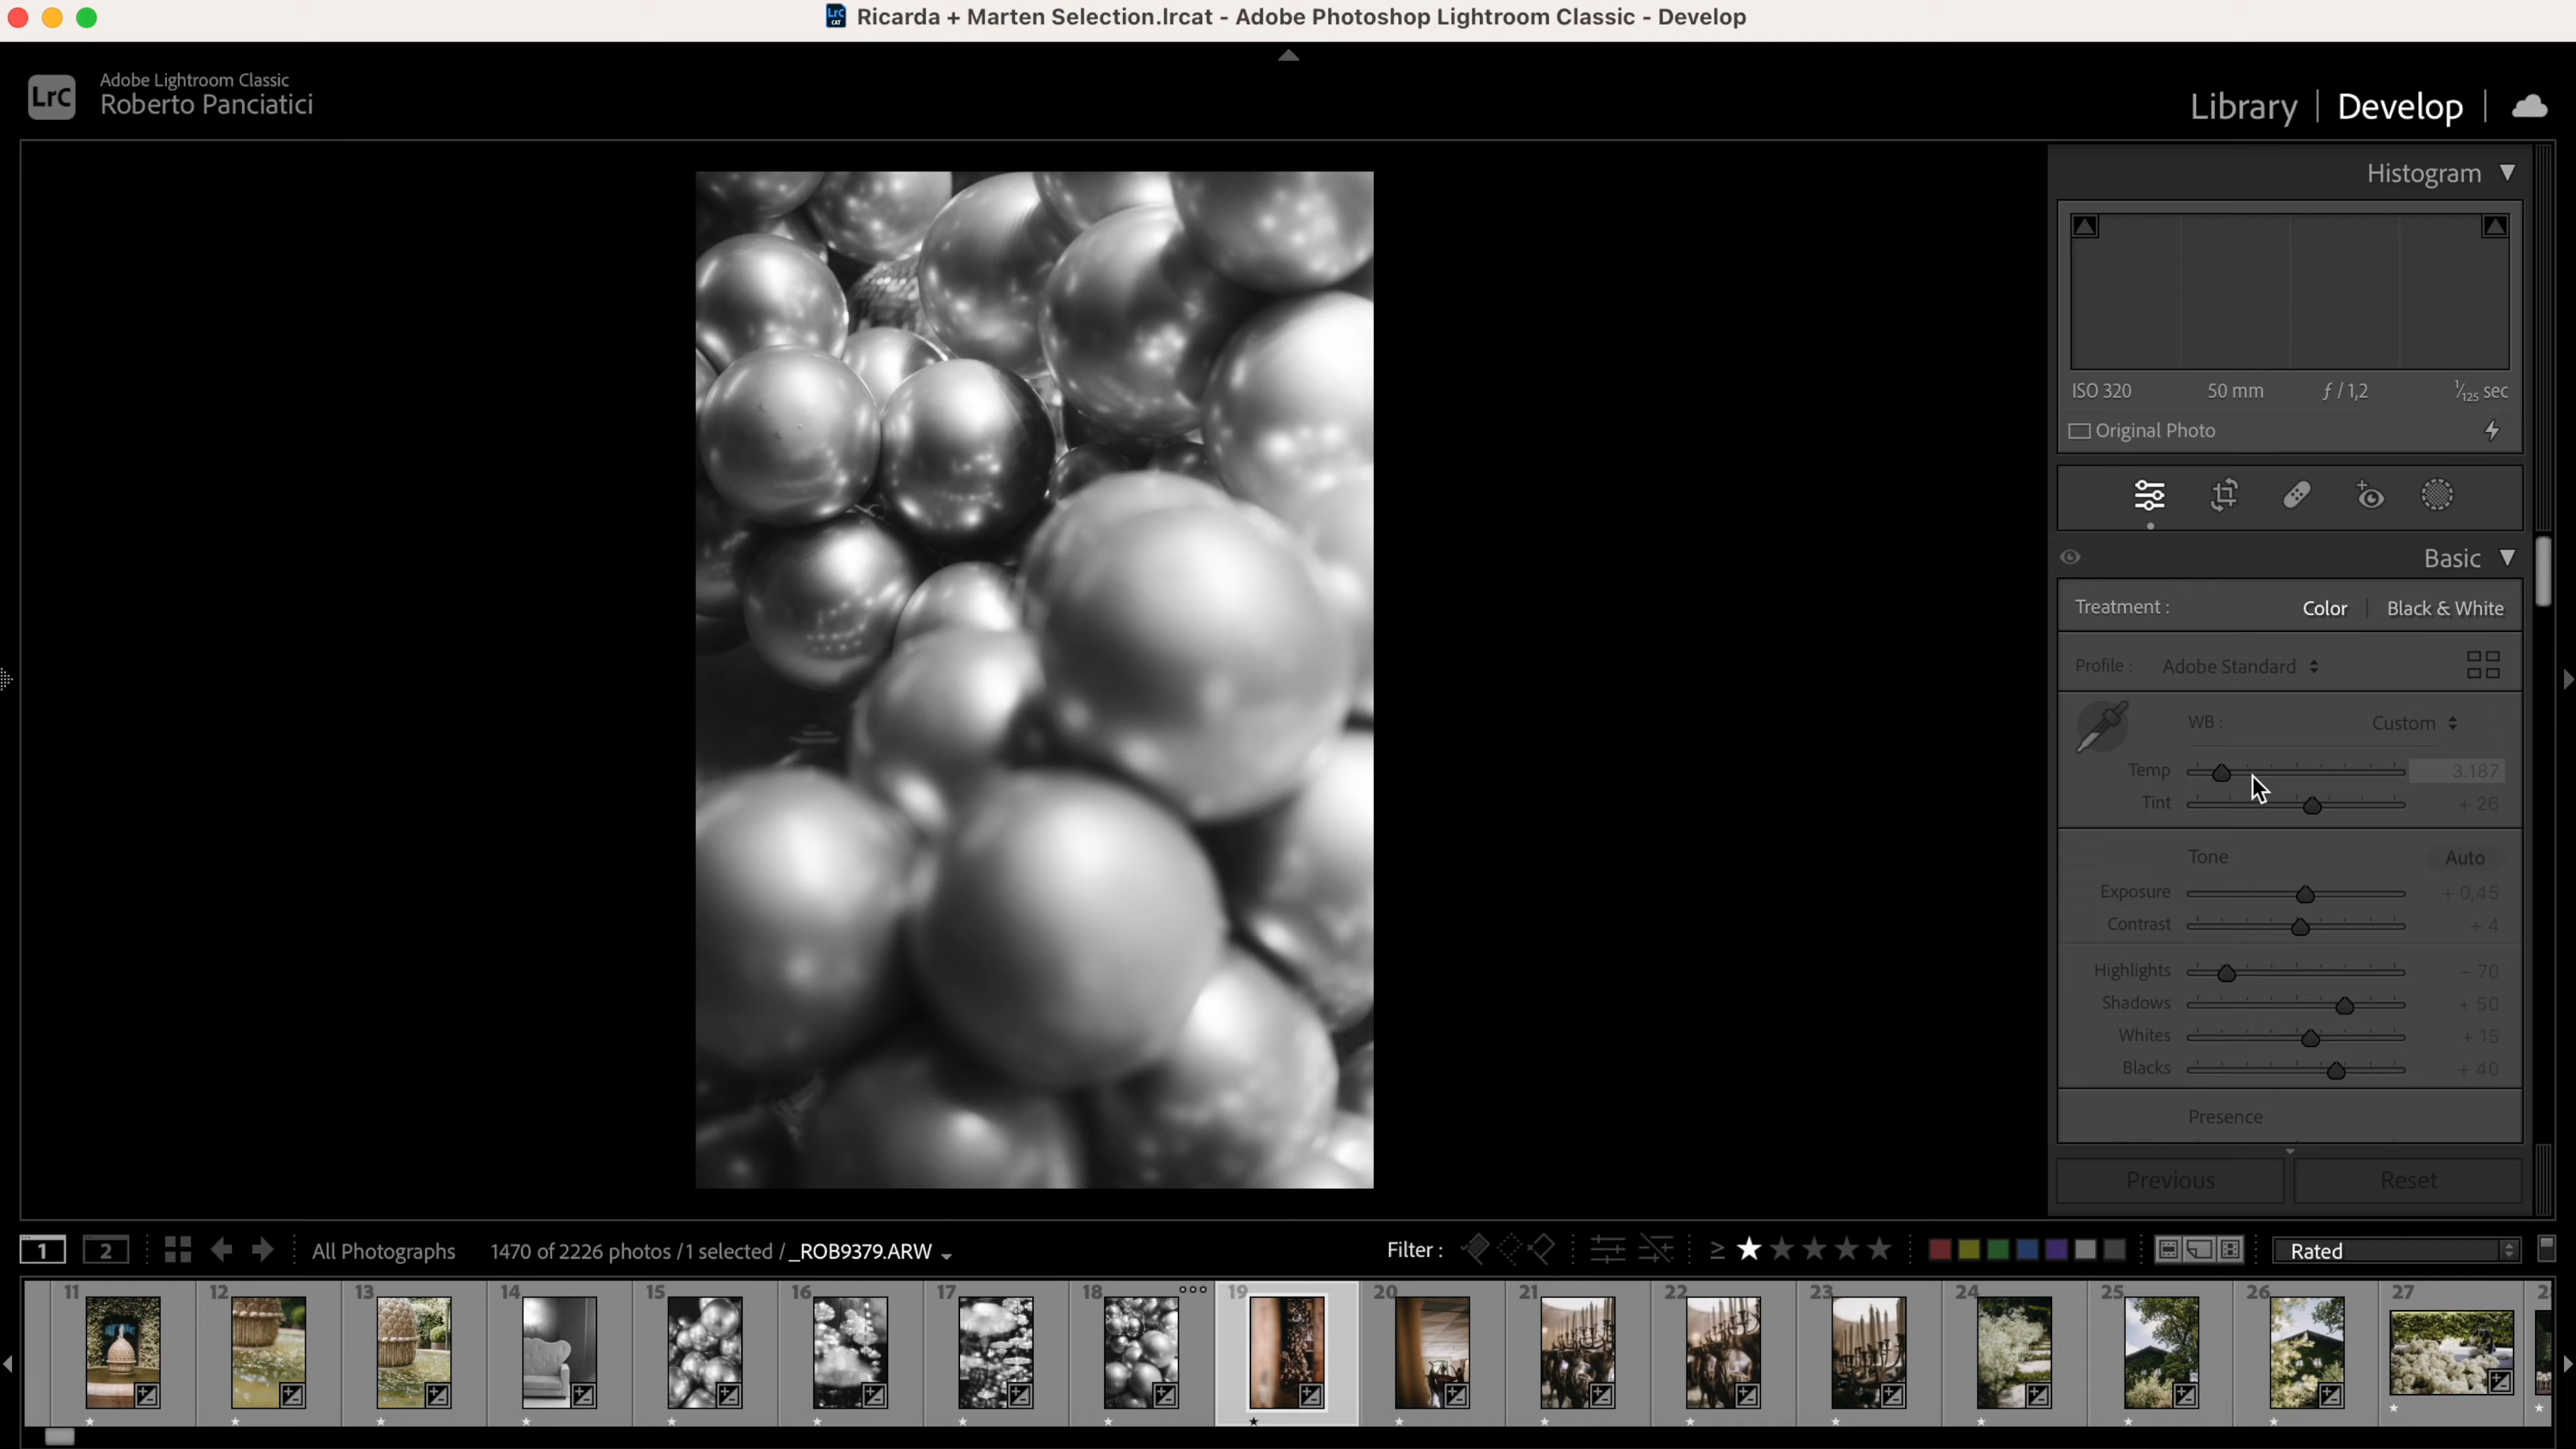 Ricarda + Marten Selection.lrcat - Adobe Photoshop Lightroom Classic - Develop
LrC
Adobe Lightroom Classic
Roberto Panciatici
Library | Develop
Histogram
ISO 320 50 mm ƒ / 1,2 1/125 sec
Original Photo
Basic
Treatment : Color | Black & White
Profile : Adobe Standard
WB : Custom
Temp 3.187
Tint + 26
Tone Auto
Exposure + 0,45
Contrast + 4
Highlights – 70
Shadows + 50
Whites + 15
Blacks + 40
Presence
Previous Reset
1 2 All Photographs 1470 of 2226 photos / 1 selected / _ROB9379.ARW Filter : ≥ ★★★★★ Rated
11 12 13 14 15 16 17 18 19 20 21 22 23 24 25 26 27